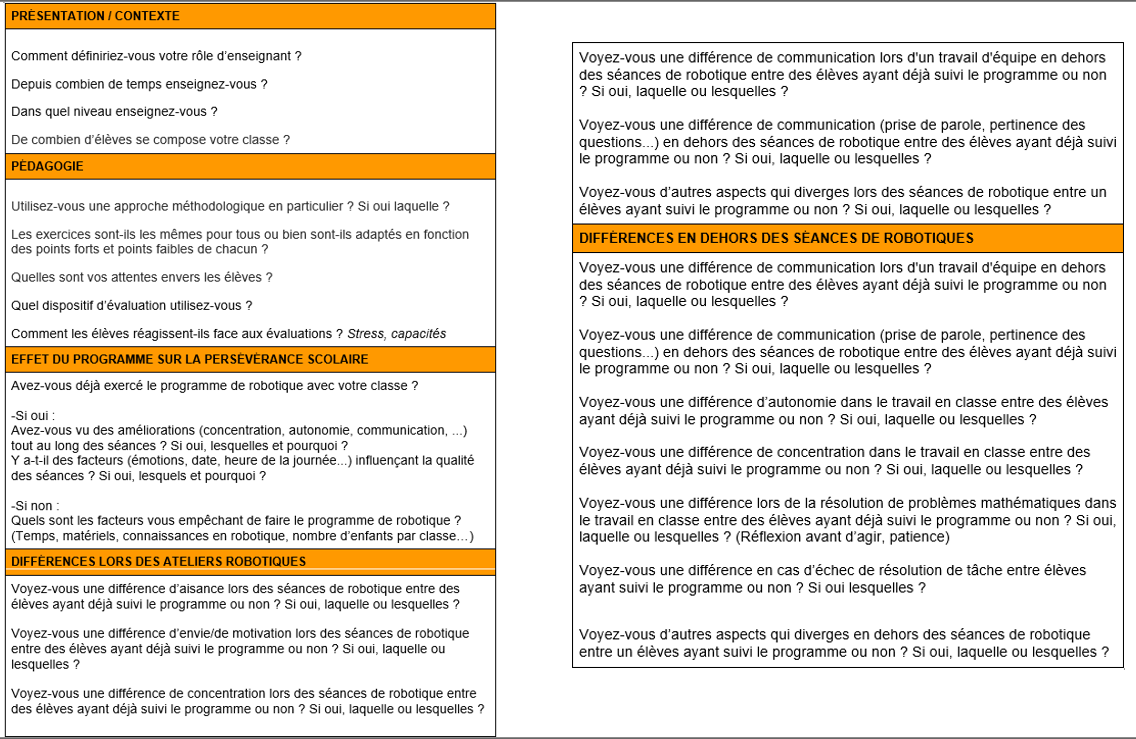 PRÉSENTATION / CONTEXTE
Comment définiriez-vous votre rôle d’enseignant ?
Depuis combien de temps enseignez-vous ?
Dans quel niveau enseignez-vous ?
De combien d’élèves se compose votre classe ?
PÉDAGOGIE
Utilisez-vous une approche méthodologique en particulier ? Si oui laquelle ?
Les exercices sont-ils les mêmes pour tous ou bien sont-ils adaptés en fonction
des points forts et points faibles de chacun ?
Quelles sont vos attentes envers les élèves ?
Quel dispositif d’évaluation utilisez-vous ?
Comment les élèves réagissent-ils face aux évaluations ? Stress, capacités
EFFET DU PROGRAMME SUR LA PERSÉVÉRANCE SCOLAIRE
Avez-vous déjà exercé le programme de robotique avec votre classe ?
-Si oui :
Avez-vous vu des améliorations (concentration, autonomie, communication, ...)
tout au long des séances ? Si oui, lesquelles et pourquoi ?
Y a-t-il des facteurs (émotions, date, heure de la journée...) influençant la qualité
des séances ? Si oui, lesquels et pourquoi ?
-Si non :
Quels sont les facteurs vous empêchant de faire le programme de robotique ?
(Temps, matériels, connaissances en robotique, nombre d’enfants par classe…)
DIFFÉRENCES LORS DES ATELIERS ROBOTIQUES
Voyez-vous une différence d’aisance lors des séances de robotique entre des
élèves ayant déjà suivi le programme ou non ? Si oui, laquelle ou lesquelles ?
Voyez-vous une différence d’envie/de motivation lors des séances de robotique
entre des élèves ayant déjà suivi le programme ou non ? Si oui, laquelle ou
lesquelles ?
Voyez-vous une différence de concentration lors des séances de robotique entre
des élèves ayant déjà suivi le programme ou non ? Si oui, laquelle ou lesquelles ?
Voyez-vous une différence de communication lors d'un travail d'équipe en dehors
des séances de robotique entre des élèves ayant déjà suivi le programme ou non
? Si oui, laquelle ou lesquelles ?
Voyez-vous une différence de communication (prise de parole, pertinence des
questions...) en dehors des séances de robotique entre des élèves ayant déjà suivi
le programme ou non ? Si oui, laquelle ou lesquelles ?
Voyez-vous d’autres aspects qui diverges lors des séances de robotique entre un
élèves ayant suivi le programme ou non ? Si oui, laquelles ou lesquelles ?
DIFFÉRENCES EN DEHORS DES SÉANCES DE ROBOTIQUES
Voyez-vous une différence de communication lors d'un travail d'équipe en dehors
des séances de robotique entre des élèves ayant déjà suivi le programme ou non
? Si oui, laquelle ou lesquelles ?
Voyez-vous une différence de communication (prise de parole, pertinence des
questions...) en dehors des séances de robotique entre des élèves ayant déjà suivi
le programme ou non ? Si oui, laquelle ou lesquelles ?
Voyez-vous une différence d’autonomie dans le travail en classe entre des élèves
ayant déjà suivi le programme ou non ? Si oui, laquelle ou lesquelles ?
Voyez-vous une différence de concentration dans le travail en classe entre des
élèves ayant déjà suivi le programme ou non ? Si oui, laquelle ou lesquelles ?
Voyez-vous une différence lors de la résolution de problèmes mathématiques dans
le travail en classe entre des élèves ayant déjà suivi le programme ou non ? Si oui,
laquelle ou lesquelles ? (Réflexion avant d’agir, patience)
Voyez-vous une différence en cas d’échec de résolution de tâche entre élèves
ayant suivi le programme ou non ? Si oui lesquelles ?
Voyez-vous d’autres aspects qui diverges en dehors des séances de robotique
entre un élèves ayant suivi le programme ou non ? Si oui, laquelles ou lesquelles ?